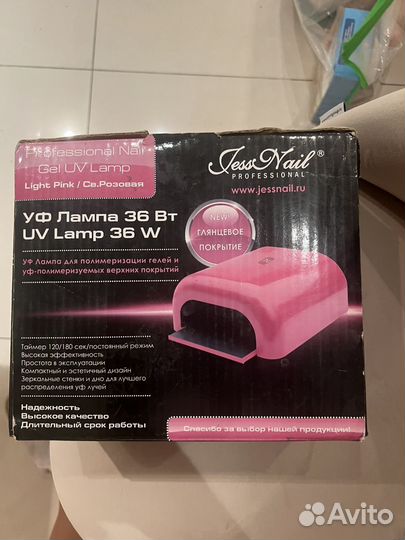 Professional Nail
Gel UV Lamp
Light Pink / Св.Розовая
JessNail®
PROFESSIONAL
www.jessnail.ru
УФ Лампа 36 Вт
UV Lamp 36 W
NEW!
ГЛЯНЦЕВОЕ
ПОКРЫТИЕ
УФ Лампа для полимеризации гелей и
уф-полимеризуемых верхних покрытий
Таймер 120/180 сек/постоянный режим
Высокая эффективность
Простота в эксплуатации
Компактный и эстетичный дизайн
Зеркальные стенки и дно для лучшего
распределения уф лучей
Надежность
Высокое качество
Длительный срок работы
Спасибо за выбор нашей продукции!
Avito